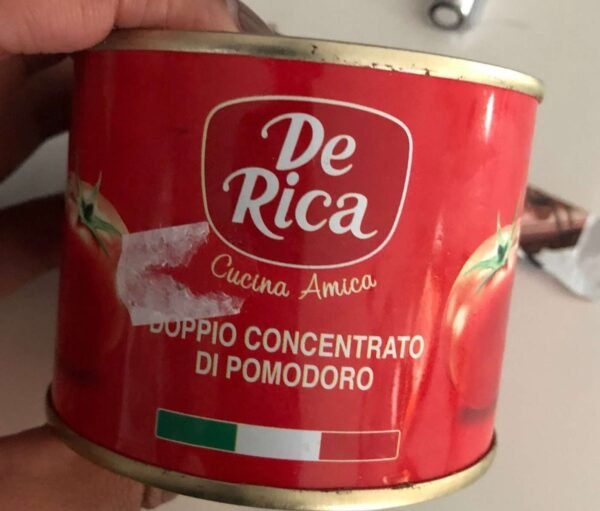 De
Rica
Cucina Amica
DOPPIO CONCENTRATO
DI POMODORO